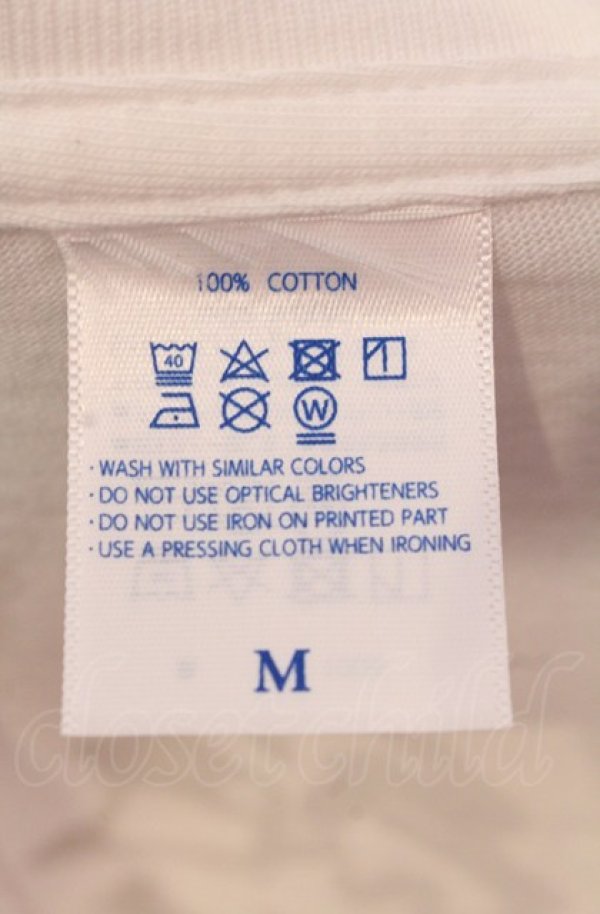 100% COTTON
40
W
· WASH WITH SIMILAR COLORS
· DO NOT USE OPTICAL BRIGHTENERS
· DO NOT USE IRON ON PRINTED PART
· USE A PRESSING CLOTH WHEN IRONING
M
closet child